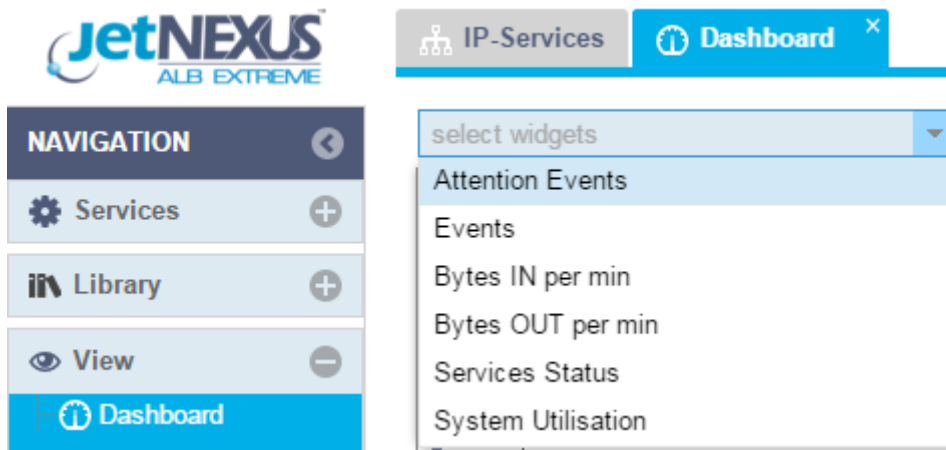 JetNEXUS
ALB EXTREME
IP-Services
Dashboard
NAVIGATION
Services
Library
View
Dashboard
select widgets
Attention Events
Events
Bytes IN per min
Bytes OUT per min
Services Status
System Utilisation